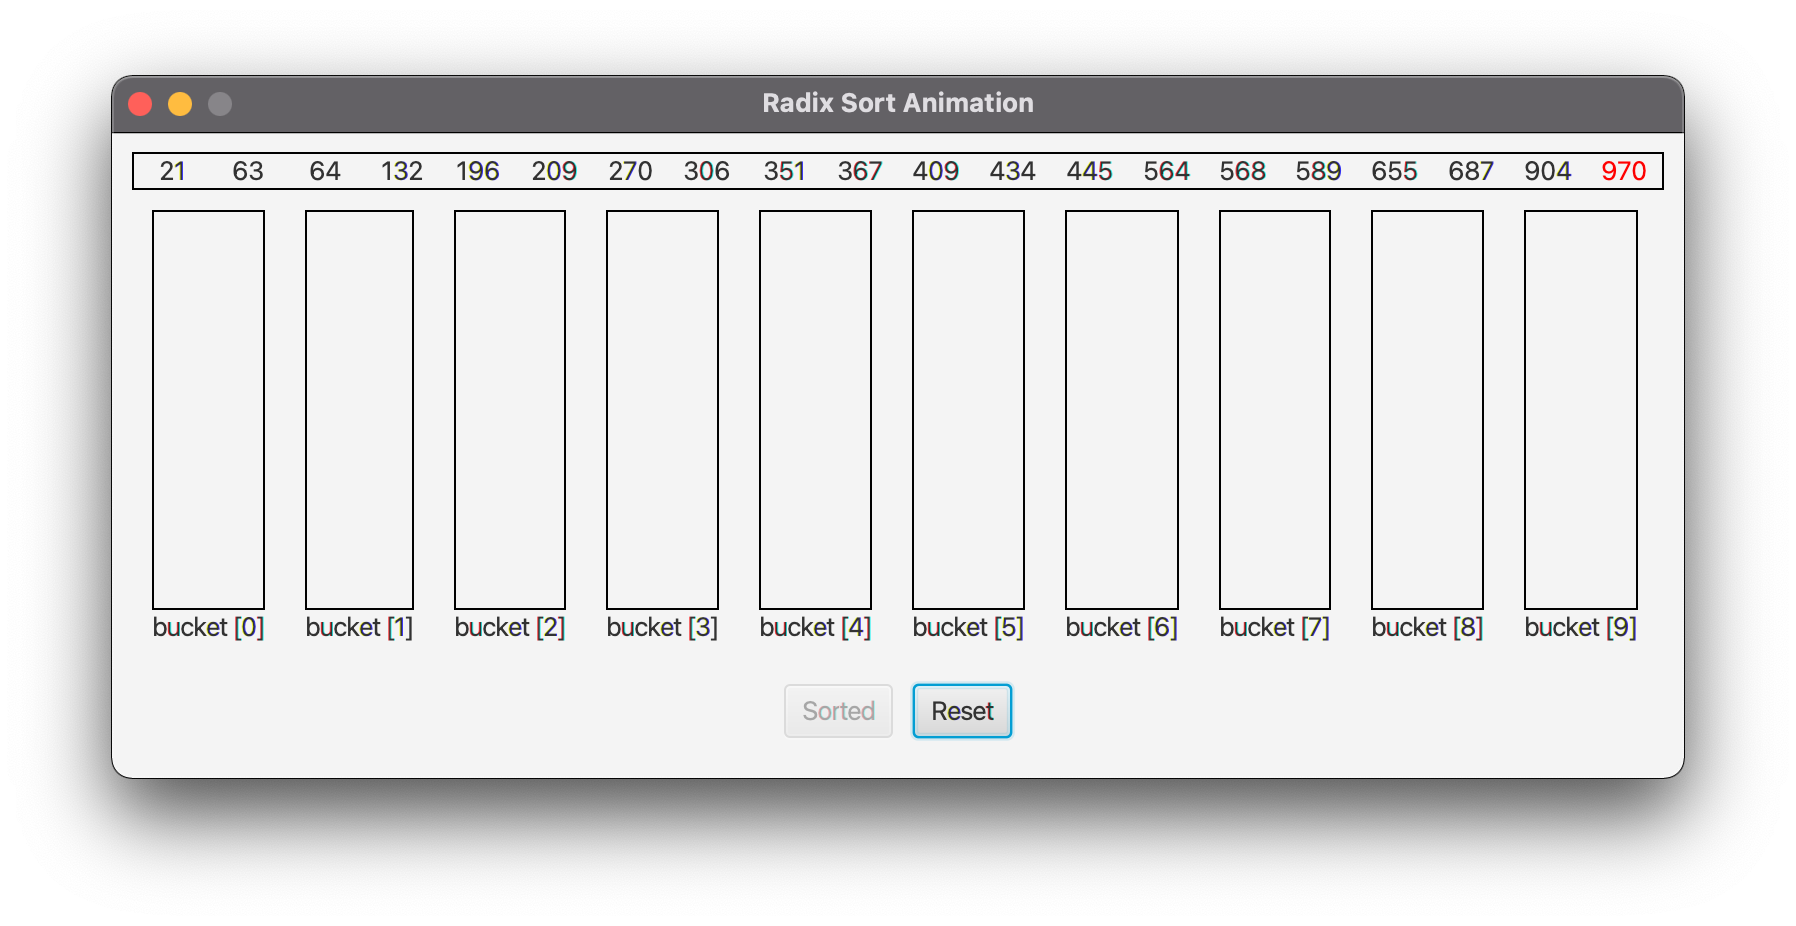 Radix Sort Animation
21 63 64 132 196 209 270 306 351 367 409 434 445 564 568 589 655 687 904 970
bucket [0] bucket [1] bucket [2] bucket [3] bucket [4] bucket [5] bucket [6] bucket [7] bucket [8] bucket [9]
Sorted Reset